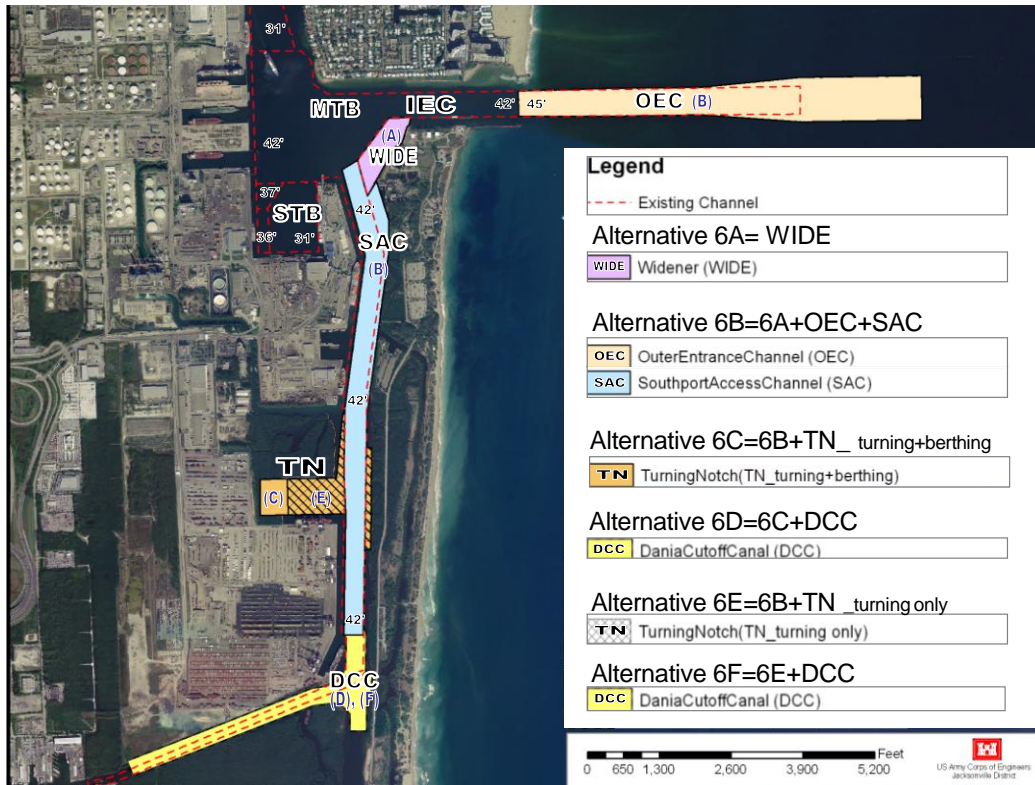 31'
MTB
IEC
42'
45'
OEC (B)
(A)
WIDE
42'
37'
STB
36'
31'
42'
SAC
(B)
42'
TN
(C)
(E)
42'
DCC
(D), (F)
Legend
Existing Channel
Alternative 6A= WIDE
WIDE Widener (WIDE)
Alternative 6B=6A+OEC+SAC
OEC OuterEntranceChannel (OEC)
SAC SouthportAccessChannel (SAC)
Alternative 6C=6B+TN_ turning+berthing
TN TurningNotch(TN_turning+berthing)
Alternative 6D=6C+DCC
DCC DaniaCutoffCanal (DCC)
Alternative 6E=6B+TN _turning only
TN TurningNotch(TN_turning only)
Alternative 6F=6E+DCC
DCC DaniaCutoffCanal (DCC)
Feet
0 650 1,300 2,600 3,900 5,200
US Army Corps of Engineers
Jacksonville District